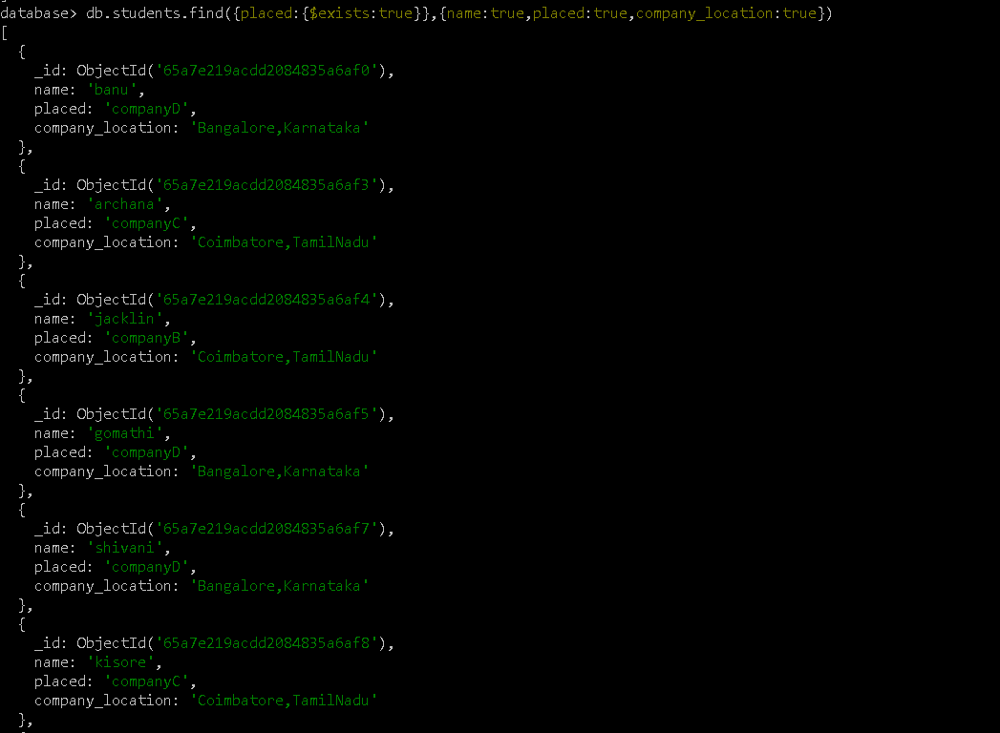 database> db.students.find({placed:{$exists:true}},{name:true,placed:true,company_location:true})
[
  {
    _id: ObjectId('65a7e219acdd2084835a6af0'),
    name: 'banu',
    placed: 'companyD',
    company_location: 'Bangalore,Karnataka'
  },
  {
    _id: ObjectId('65a7e219acdd2084835a6af3'),
    name: 'archana',
    placed: 'companyC',
    company_location: 'Coimbatore,TamilNadu'
  },
  {
    _id: ObjectId('65a7e219acdd2084835a6af4'),
    name: 'jacklin',
    placed: 'companyB',
    company_location: 'Coimbatore,TamilNadu'
  },
  {
    _id: ObjectId('65a7e219acdd2084835a6af5'),
    name: 'gomathi',
    placed: 'companyD',
    company_location: 'Bangalore,Karnataka'
  },
  {
    _id: ObjectId('65a7e219acdd2084835a6af7'),
    name: 'shivani',
    placed: 'companyD',
    company_location: 'Bangalore,Karnataka'
  },
  {
    _id: ObjectId('65a7e219acdd2084835a6af8'),
    name: 'kisore',
    placed: 'companyC',
    company_location: 'Coimbatore,TamilNadu'
  },